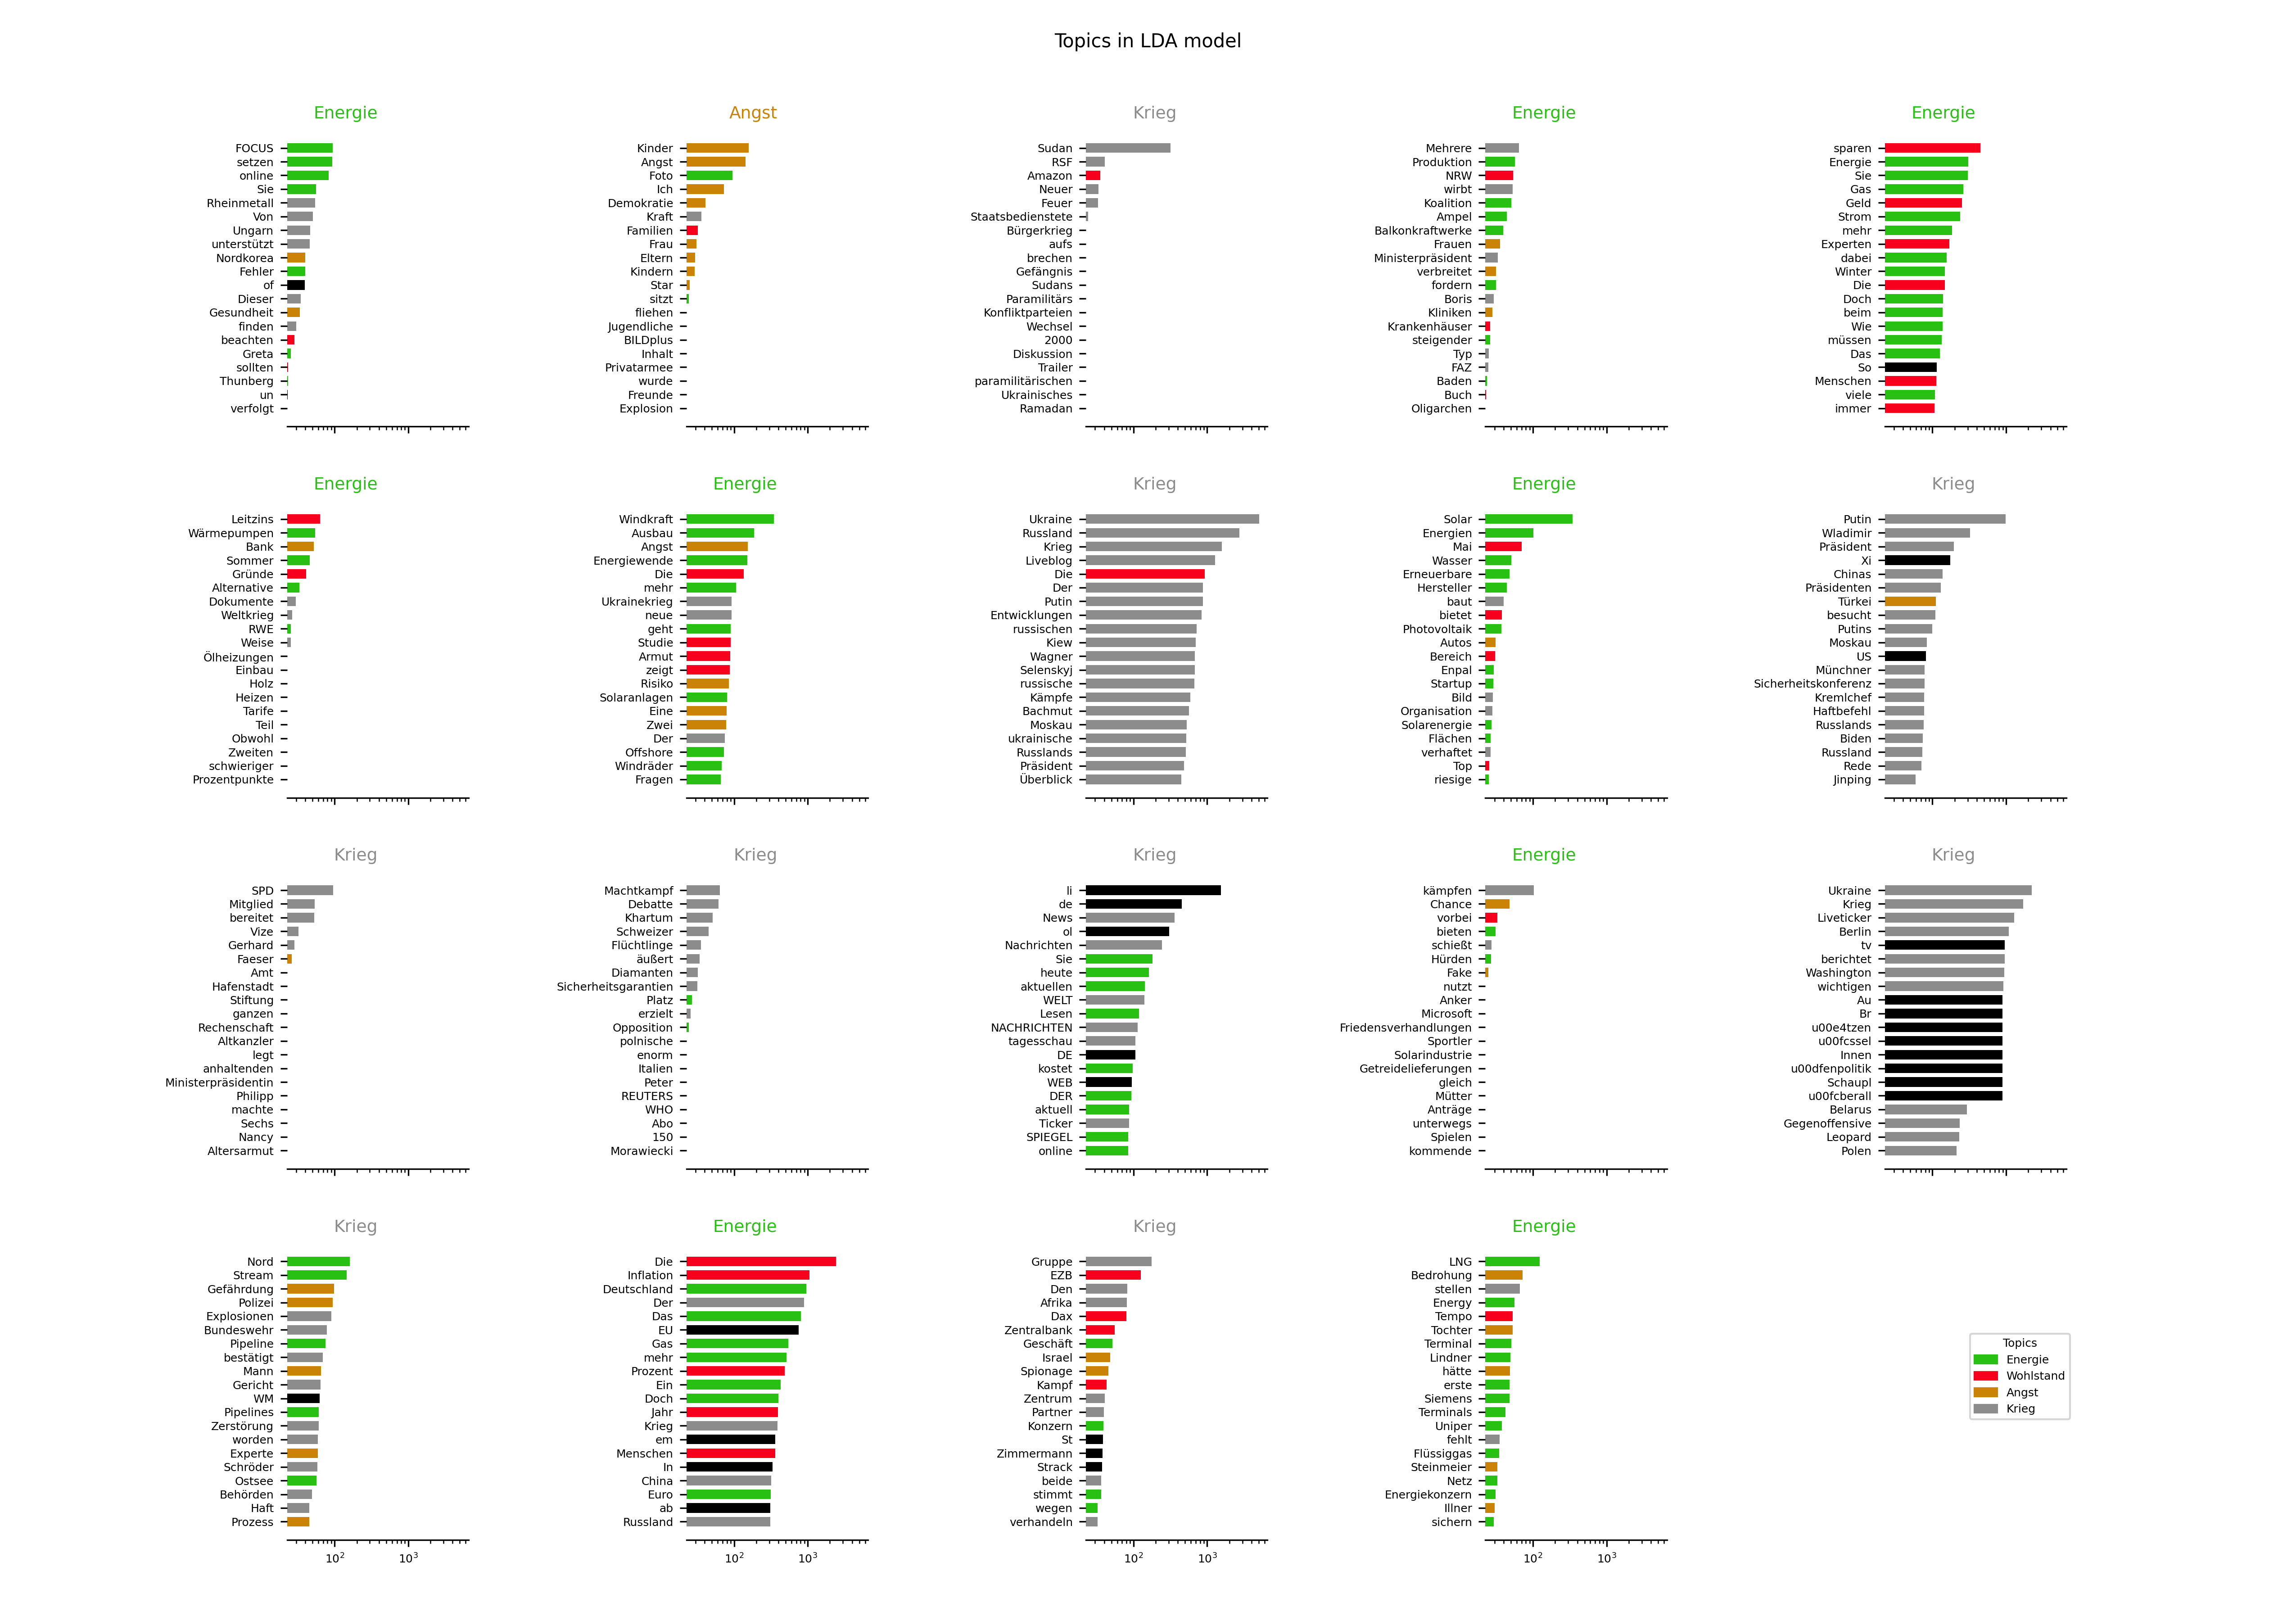 Topics in LDA model
Energie
FOCUS
setzen
online
Sie
Rheinmetall
Von
Ungarn
unterstützt
Nordkorea
Fehler
of
Dieser
Gesundheit
finden
beachten
Greta
sollten
Thunberg
un
verfolgt
Angst
Kinder
Angst
Foto
Ich
Demokratie
Kraft
Familien
Frau
Eltern
Kindern
Star
sitzt
fliehen
Jugendliche
BILDplus
Inhalt
Privatarmee
wurde
Freunde
Explosion
Krieg
Sudan
RSF
Amazon
Neuer
Feuer
Staatsbedienstete
Bürgerkrieg
aufs
brechen
Gefängnis
Sudans
Paramilitärs
Konfliktparteien
Wechsel
2000
Diskussion
Trailer
paramilitärischen
Ukrainisches
Ramadan
Energie
Mehrere
Produktion
NRW
wirbt
Koalition
Ampel
Balkonkraftwerke
Frauen
Ministerpräsident
verbreitet
fordern
Boris
Kliniken
Krankenhäuser
steigender
Typ
FAZ
Baden
Buch
Oligarchen
Energie
sparen
Energie
Sie
Gas
Geld
Strom
mehr
Experten
dabei
Winter
Die
Doch
beim
Wie
müssen
Das
So
Menschen
viele
immer
Energie
Leitzins
Wärmepumpen
Bank
Sommer
Gründe
Alternative
Dokumente
Weltkrieg
RWE
Weise
Ölheizungen
Einbau
Holz
Heizen
Tarife
Teil
Obwohl
Zweiten
schwieriger
Prozentpunkte
Energie
Windkraft
Ausbau
Angst
Energiewende
Die
mehr
Ukrainekrieg
neue
geht
Studie
Armut
zeigt
Risiko
Solaranlagen
Eine
Zwei
Der
Offshore
Windräder
Fragen
Krieg
Ukraine
Russland
Krieg
Liveblog
Die
Der
Putin
Entwicklungen
russischen
Kiew
Wagner
Selenskyj
russische
Kämpfe
Bachmut
Moskau
ukrainische
Russlands
Präsident
Überblick
Energie
Solar
Energien
Mai
Wasser
Erneuerbare
Hersteller
baut
bietet
Photovoltaik
Autos
Bereich
Enpal
Startup
Bild
Organisation
Solarenergie
Flächen
verhaftet
Top
riesige
Krieg
Putin
Wladimir
Präsident
Xi
Chinas
Präsidenten
Türkei
besucht
Putins
Moskau
US
Münchner
Sicherheitskonferenz
Kremlchef
Haftbefehl
Russlands
Biden
Russland
Rede
Jinping
Krieg
SPD
Mitglied
bereitet
Vize
Gerhard
Faeser
Amt
Hafenstadt
Stiftung
ganzen
Rechenschaft
Altkanzler
legt
anhaltenden
Ministerpräsidentin
Philipp
machte
Sechs
Nancy
Altersarmut
Krieg
Machtkampf
Debatte
Khartum
Schweizer
Flüchtlinge
äußert
Diamanten
Sicherheitsgarantien
Platz
erzielt
Opposition
polnische
enorm
Italien
Peter
REUTERS
WHO
Abo
150
Morawiecki
Krieg
li
de
News
ol
Nachrichten
Sie
heute
aktuellen
WELT
Lesen
NACHRICHTEN
tagesschau
DE
kostet
WEB
DER
aktuell
Ticker
SPIEGEL
online
Energie
kämpfen
Chance
vorbei
bieten
schießt
Hürden
Fake
nutzt
Anker
Microsoft
Friedensverhandlungen
Sportler
Solarindustrie
Getreidelieferungen
gleich
Mütter
Anträge
unterwegs
Spielen
kommende
Krieg
Ukraine
Krieg
Liveticker
Berlin
tv
berichtet
Washington
wichtigen
Au
Br
u00e4tzen
u00fcssel
Innen
u00dfenpolitik
Schaupl
u00fcberall
Belarus
Gegenoffensive
Leopard
Polen
Krieg
Nord
Stream
Gefährdung
Polizei
Explosionen
Bundeswehr
Pipeline
bestätigt
Mann
Gericht
WM
Pipelines
Zerstörung
worden
Experte
Schröder
Ostsee
Behörden
Haft
Prozess
10² 10³
Energie
Die
Inflation
Deutschland
Der
Das
EU
Gas
mehr
Prozent
Ein
Doch
Jahr
Krieg
em
Menschen
In
China
Euro
ab
Russland
10² 10³
Krieg
Gruppe
EZB
Den
Afrika
Dax
Zentralbank
Geschäft
Israel
Spionage
Kampf
Zentrum
Partner
Konzern
St
Zimmermann
Strack
beide
stimmt
wegen
verhandeln
10² 10³
Energie
LNG
Bedrohung
stellen
Energy
Tempo
Tochter
Terminal
Lindner
hätte
erste
Siemens
Terminals
Uniper
fehlt
Flüssiggas
Steinmeier
Netz
Energiekonzern
Illner
sichern
10² 10³
Topics
Energie
Wohlstand
Angst
Krieg